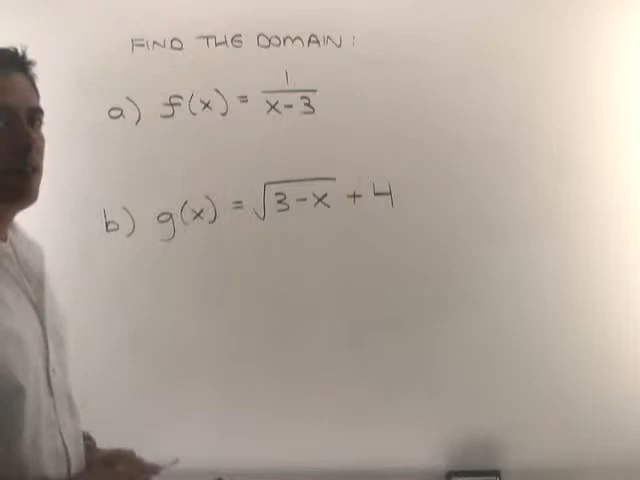 FIND THE DOMAIN:
a) f(x) = 1/(x-3)
b) g(x) = √(3-x) + 4